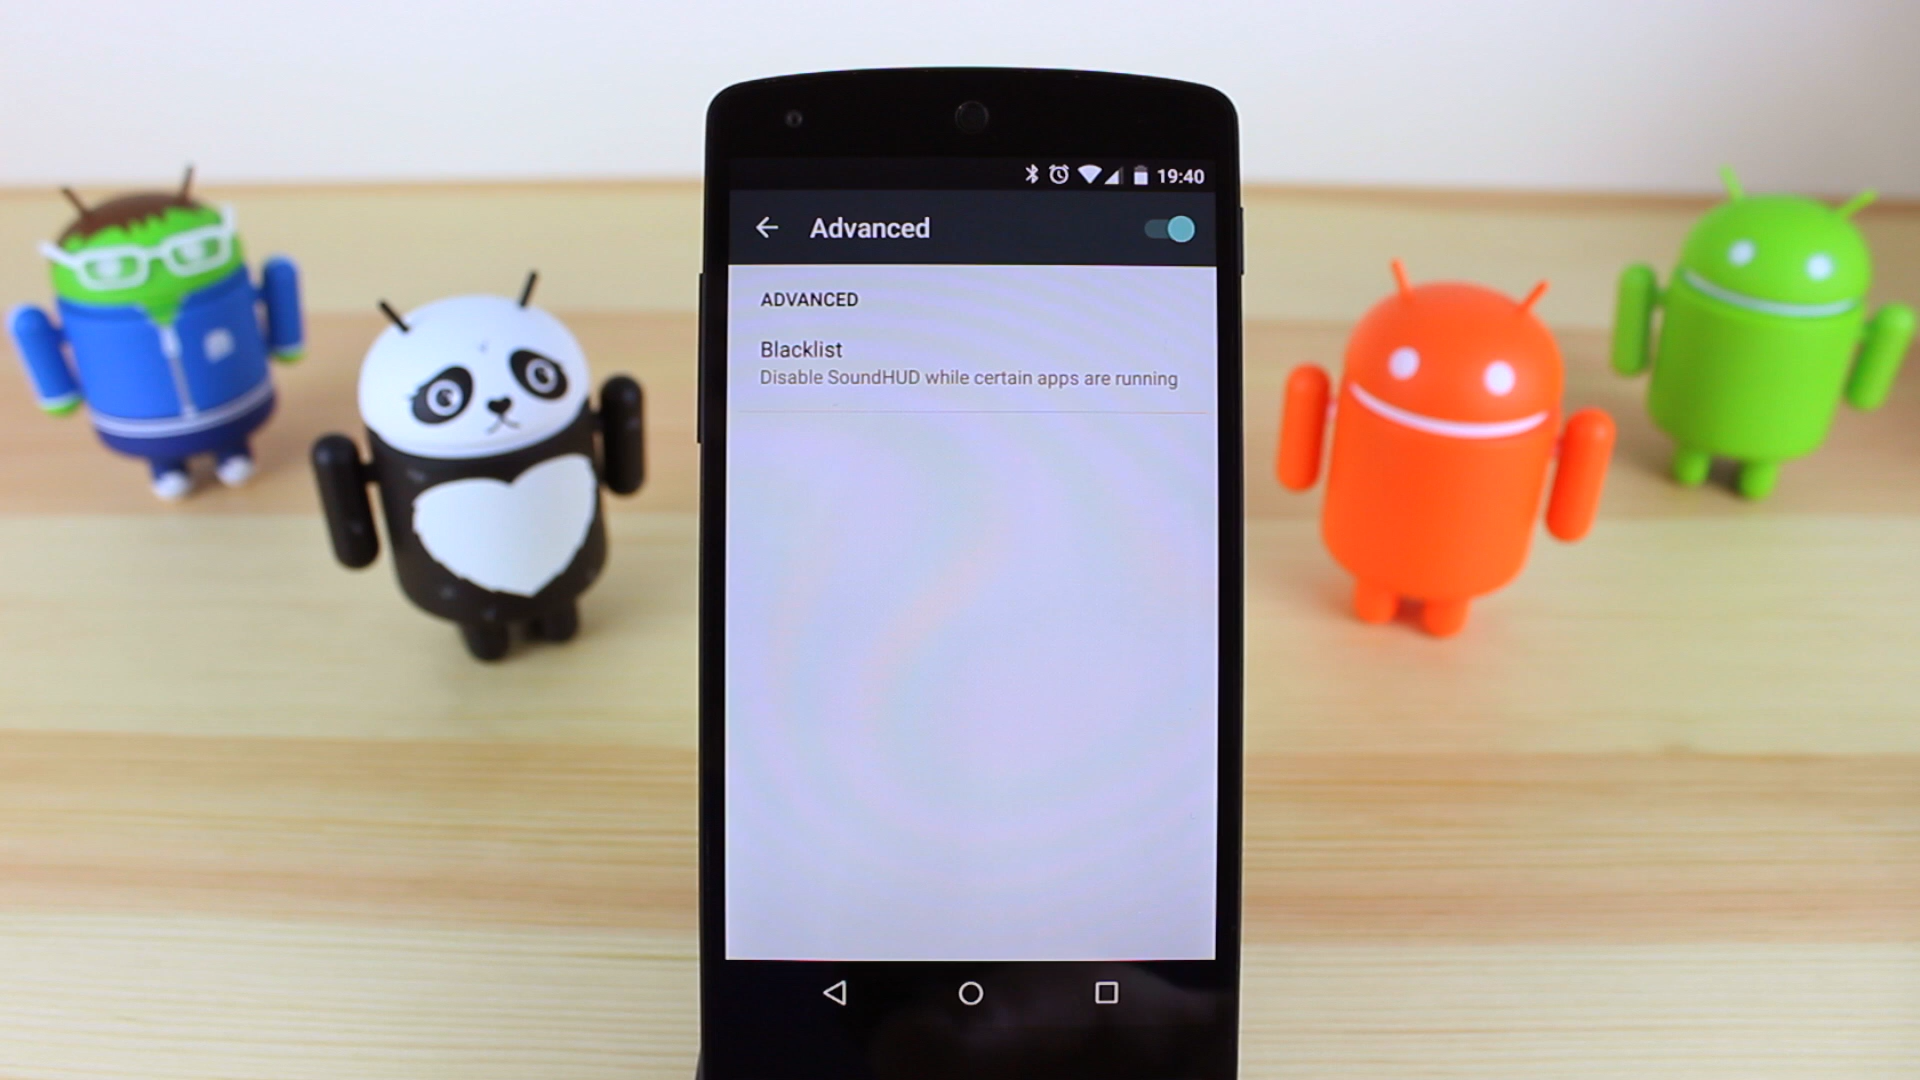 19:40
Advanced
ADVANCED
Blacklist
Disable SoundHUD while certain apps are running